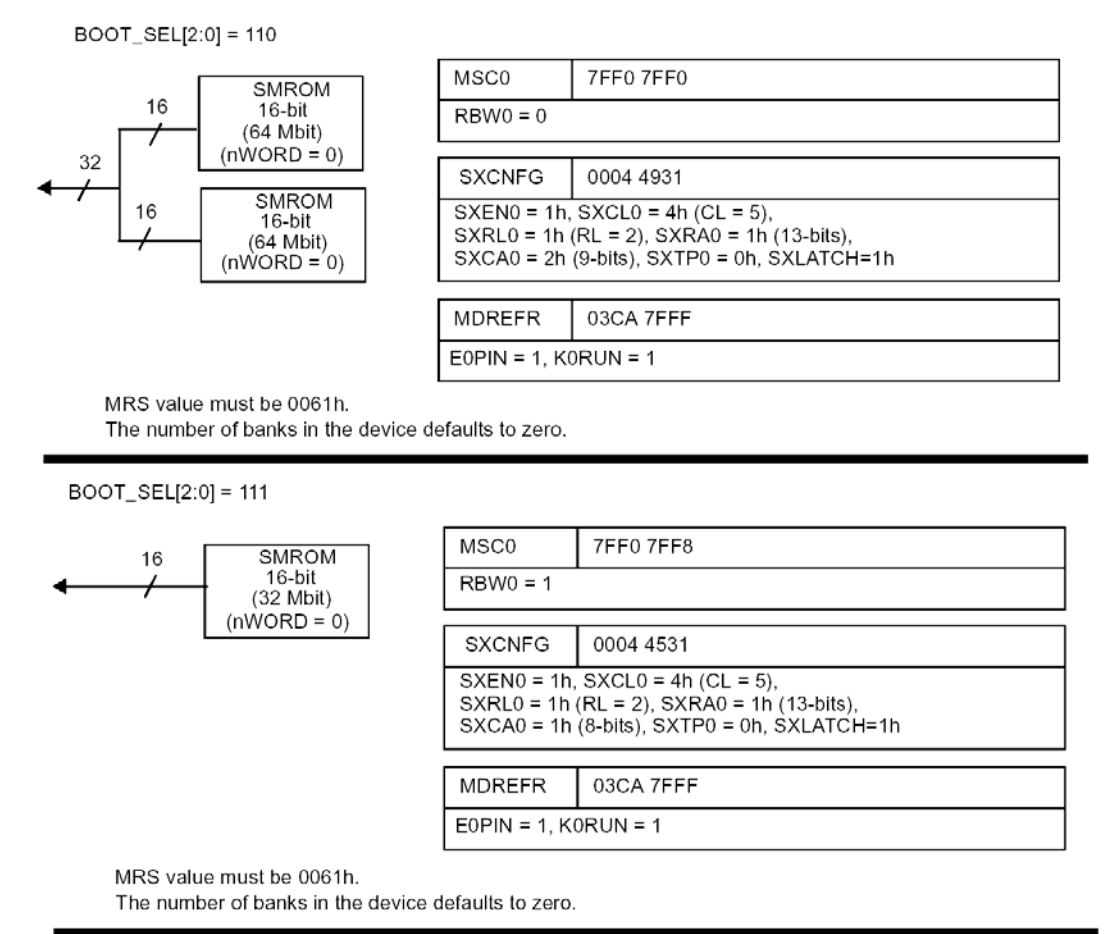 BOOT_SEL[2:0] = 110
16
SMROM
16-bit
(64 Mbit)
(nWORD = 0)
32
16
SMROM
16-bit
(64 Mbit)
(nWORD = 0)
MSC0 7FF0 7FF0
RBW0 = 0
SXCNFG 0004 4931
SXEN0 = 1h, SXCL0 = 4h (CL = 5),
SXRL0 = 1h (RL = 2), SXRA0 = 1h (13-bits),
SXCA0 = 2h (9-bits), SXTP0 = 0h, SXLATCH=1h
MDREFR 03CA 7FFF
E0PIN = 1, K0RUN = 1
MRS value must be 0061h.
The number of banks in the device defaults to zero.
BOOT_SEL[2:0] = 111
16
SMROM
16-bit
(32 Mbit)
(nWORD = 0)
MSC0 7FF0 7FF8
RBW0 = 1
SXCNFG 0004 4531
SXEN0 = 1h, SXCL0 = 4h (CL = 5),
SXRL0 = 1h (RL = 2), SXRA0 = 1h (13-bits),
SXCA0 = 1h (8-bits), SXTP0 = 0h, SXLATCH=1h
MDREFR 03CA 7FFF
E0PIN = 1, K0RUN = 1
MRS value must be 0061h.
The number of banks in the device defaults to zero.